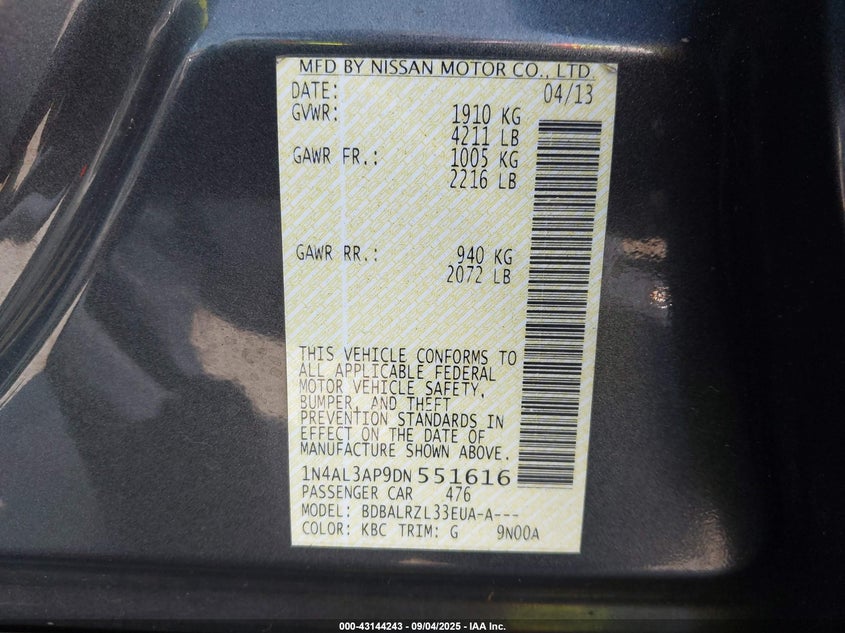 MFD BY NISSAN MOTOR CO., LTD.
DATE: 04/13
GVWR: 1910 KG
4211 LB
GAWR FR.: 1005 KG
2216 LB
GAWR RR.: 940 KG
2072 LB
THIS VEHICLE CONFORMS TO
ALL APPLICABLE FEDERAL
MOTOR VEHICLE SAFETY,
BUMPER, AND THEFT
PREVENTION STANDARDS IN
EFFECT ON THE DATE OF
MANUFACTURE SHOWN ABOVE.
1N4AL3AP9DN551616
PASSENGER CAR 476
MODEL: BDBALRZL33EUA-A---
COLOR: KBC TRIM: G 9N00A
000-43144243 - 09/04/2025 - IAA Inc.